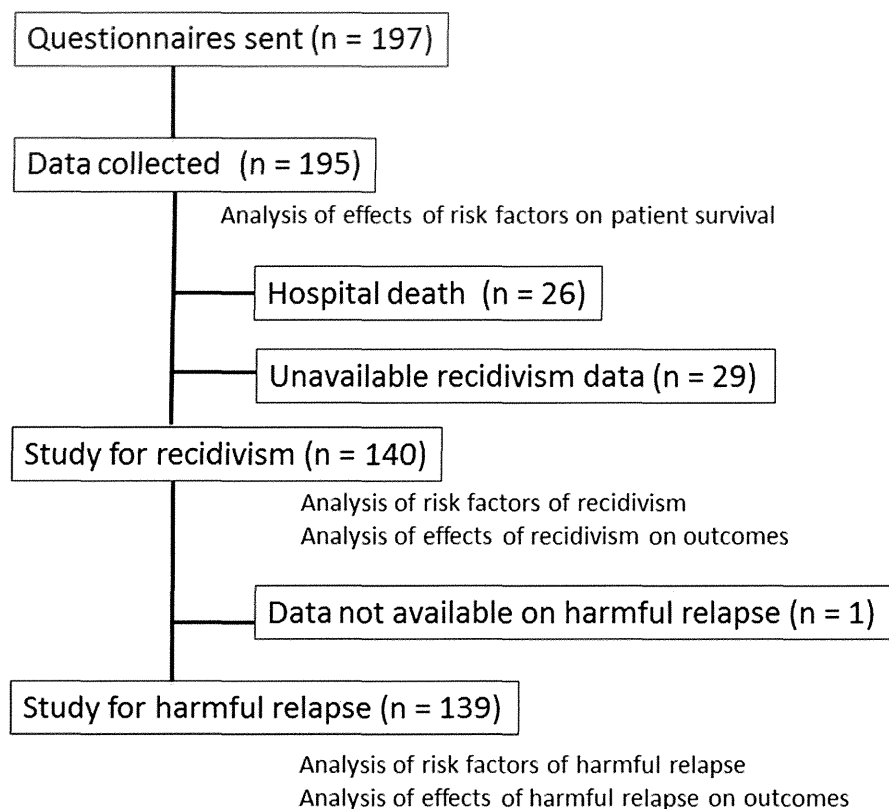 Questionnaires sent (n = 197)
Data collected (n = 195)
Analysis of effects of risk factors on patient survival
Hospital death (n = 26)
Unavailable recidivism data (n = 29)
Study for recidivism (n = 140)
Analysis of risk factors of recidivism
Analysis of effects of recidivism on outcomes
Data not available on harmful relapse (n = 1)
Study for harmful relapse (n = 139)
Analysis of risk factors of harmful relapse
Analysis of effects of harmful relapse on outcomes